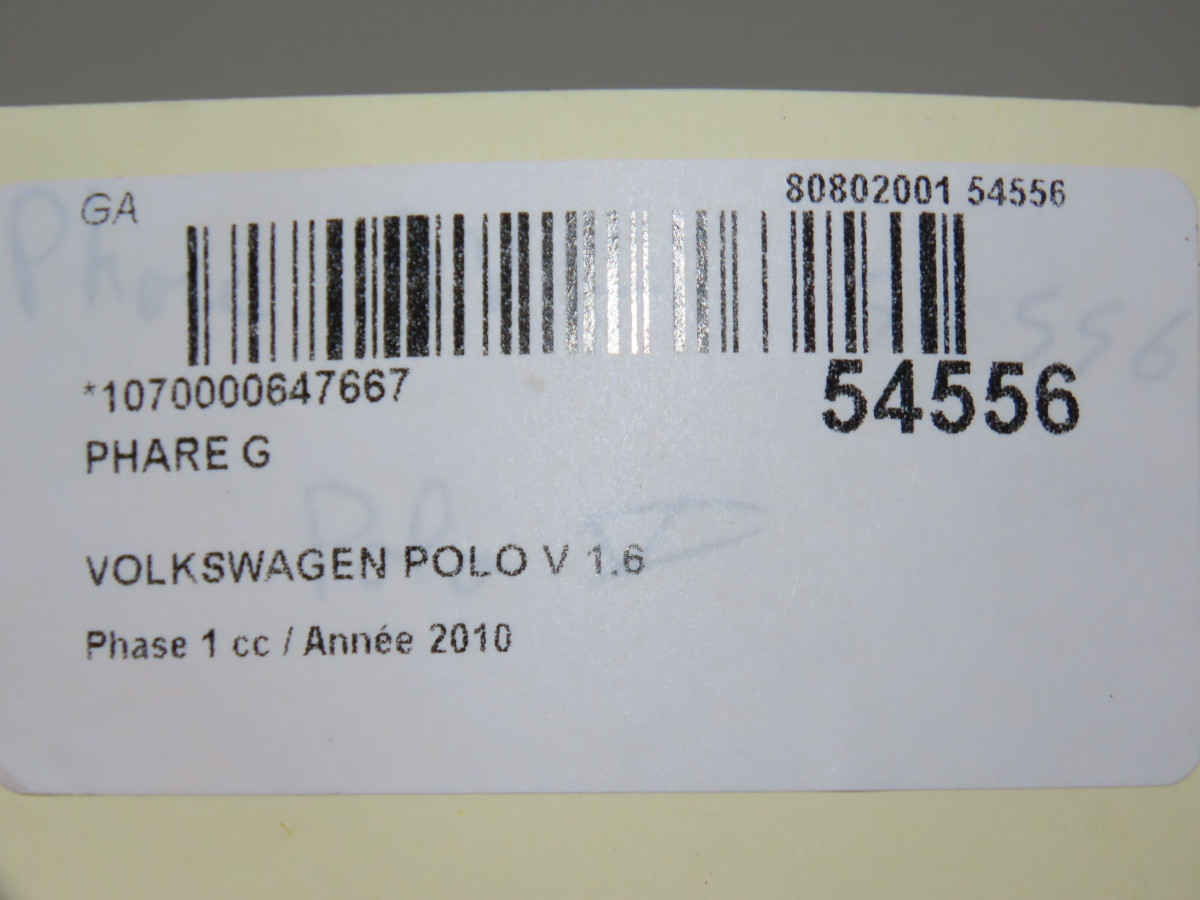 GA
80802001 54556
*1070000647667
54556
PHARE G
VOLKSWAGEN POLO V 1.6
Phase 1 cc / Année 2010